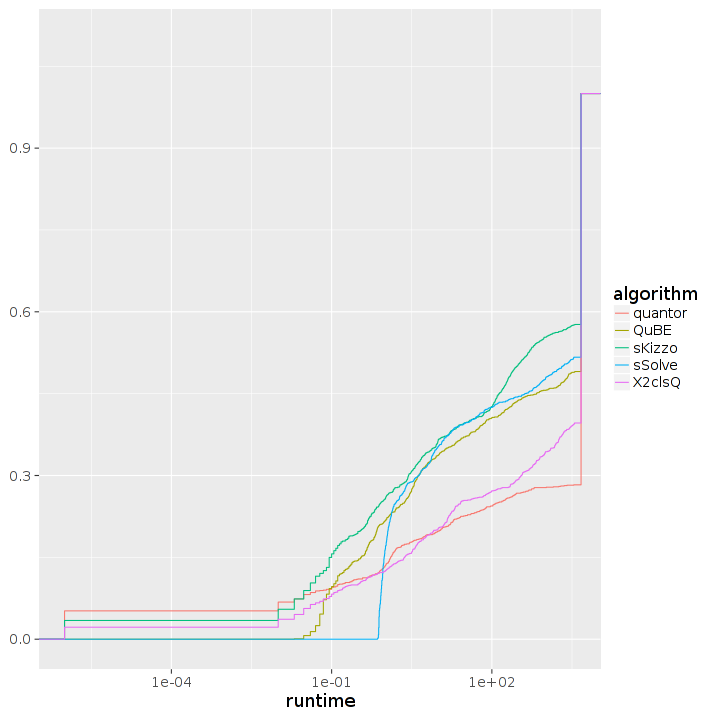 0.9
0.6
0.3
0.0
1e-04
1e-01
1e+02
runtime
algorithm
quantor
QuBE
sKizzo
sSolve
X2clsQ